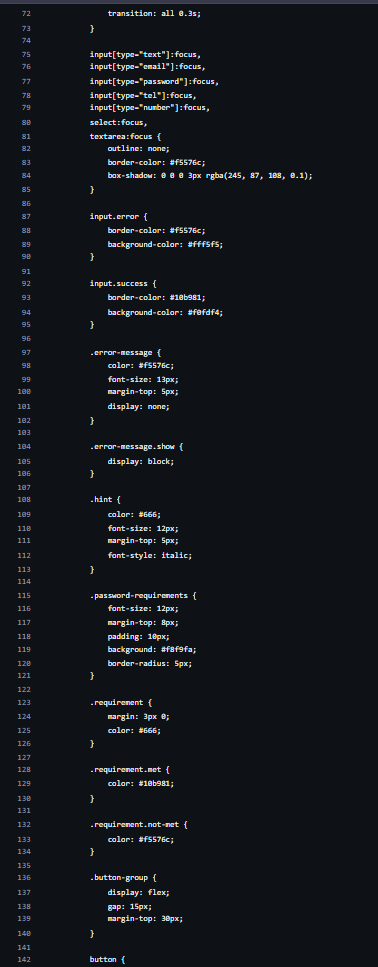 72 transition: all 0.3s;
73 }
74
75 input[type="text"]:focus,
76 input[type="email"]:focus,
77 input[type="password"]:focus,
78 input[type="tel"]:focus,
79 input[type="number"]:focus,
80 select:focus,
81 textarea:focus {
82 outline: none;
83 border-color: #f5576c;
84 box-shadow: 0 0 0 3px rgba(245, 87, 108, 0.1);
85 }
86
87 input.error {
88 border-color: #f5576c;
89 background-color: #fff5f5;
90 }
91
92 input.success {
93 border-color: #10b981;
94 background-color: #f0fdf4;
95 }
96
97 .error-message {
98 color: #f5576c;
99 font-size: 13px;
100 margin-top: 5px;
101 display: none;
102 }
103
104 .error-message.show {
105 display: block;
106 }
107
108 .hint {
109 color: #666;
110 font-size: 12px;
111 margin-top: 5px;
112 font-style: italic;
113 }
114
115 .password-requirements {
116 font-size: 12px;
117 margin-top: 8px;
118 padding: 10px;
119 background: #f8f9fa;
120 border-radius: 5px;
121 }
122
123 .requirement {
124 margin: 3px 0;
125 color: #666;
126 }
127
128 .requirement.met {
129 color: #10b981;
130 }
131
132 .requirement.not-met {
133 color: #f5576c;
134 }
135
136 .button-group {
137 display: flex;
138 gap: 15px;
139 margin-top: 30px;
140 }
141
142 button {